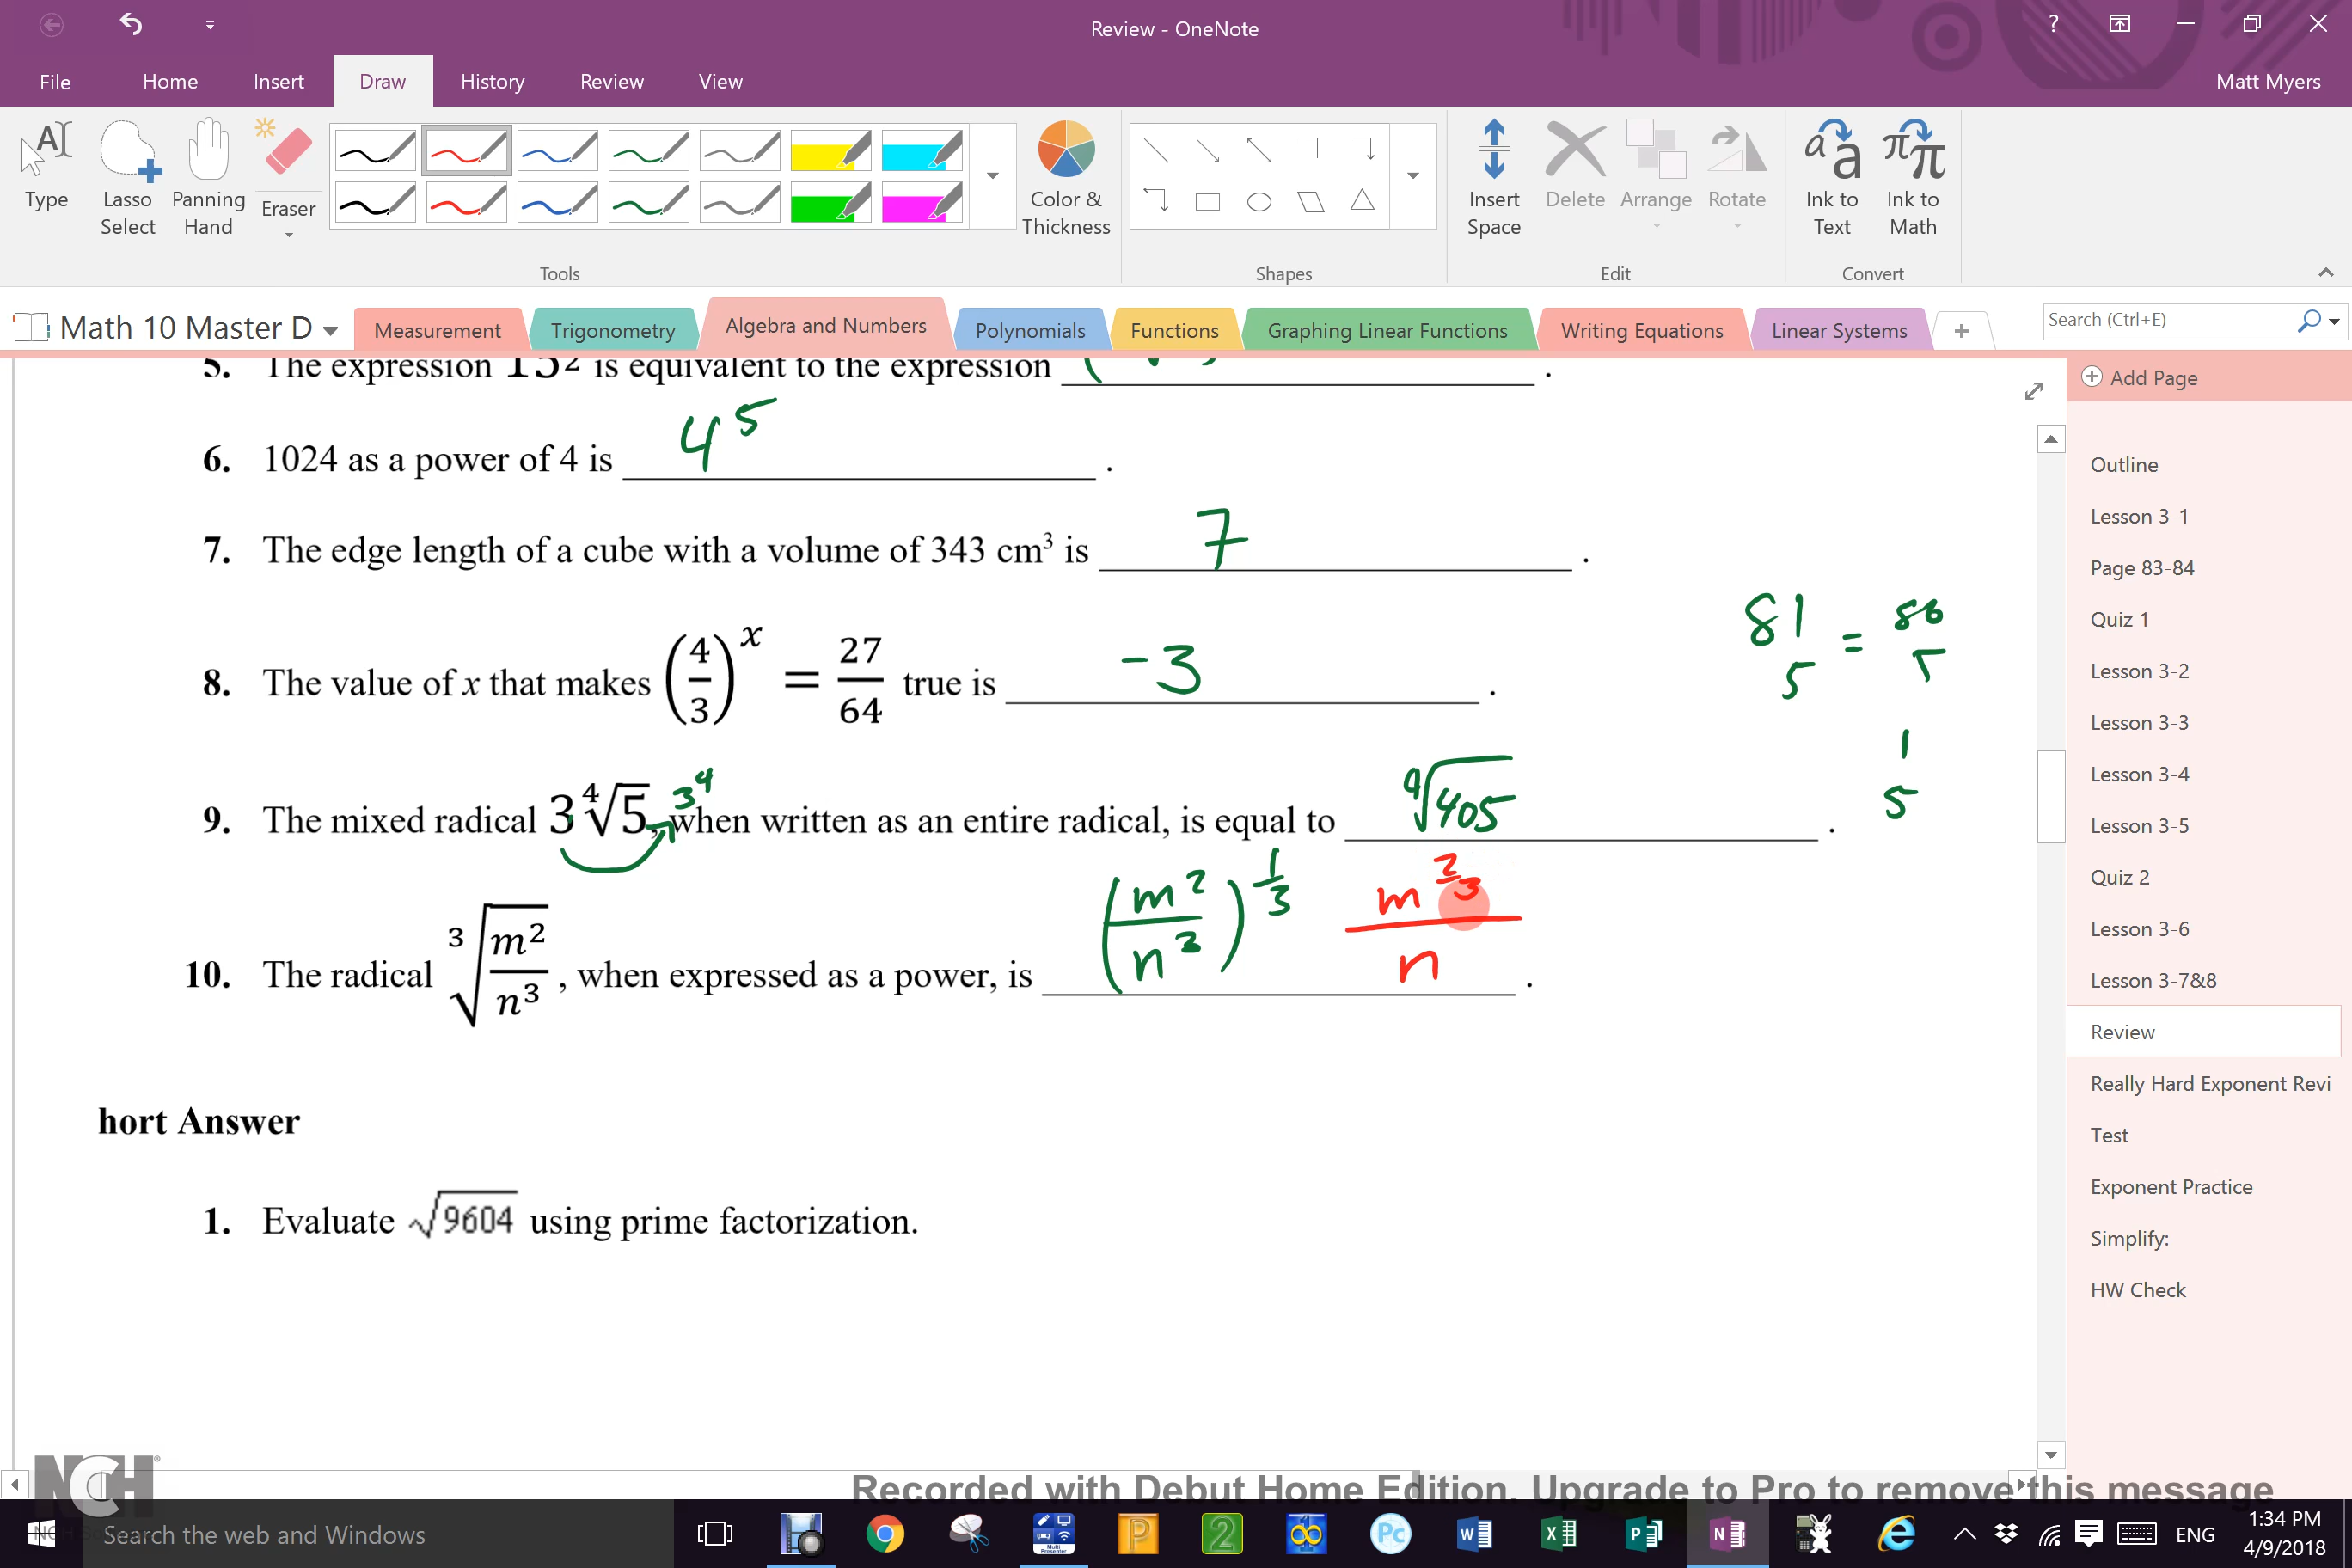 Review - OneNote
?
File Home Insert Draw History Review View
Matt Myers
Type
Lasso Select
Panning Hand
Eraser
Color & Thickness
Insert Space
Delete
Arrange
Rotate
Ink to Text
Ink to Math
Tools
Shapes
Edit
Convert
Math 10 Master D
Measurement Trigonometry Algebra and Numbers Polynomials Functions Graphing Linear Functions Writing Equations Linear Systems +
Search (Ctrl+E)
5. The expression is equivalent to the expression ____ .
6. 1024 as a power of 4 is 4^5 .
7. The edge length of a cube with a volume of 343 cm³ is 7 .
8. The value of x that makes (4/3)^x = 27/64 true is -3 .
81
5
=
5
1
5
3^4
9. The mixed radical 3∜5, when written as an entire radical, is equal to ∜405 .
10. The radical ∛(m²/n³), when expressed as a power, is (m²/n³)^(1/3) m^(2/3)/n .
hort Answer
1. Evaluate √9604 using prime factorization.
Add Page
Outline
Lesson 3-1
Page 83-84
Quiz 1
Lesson 3-2
Lesson 3-3
Lesson 3-4
Lesson 3-5
Quiz 2
Lesson 3-6
Lesson 3-7&8
Review
Really Hard Exponent Revi
Test
Exponent Practice
Simplify:
HW Check
NCH
Recorded with Debut Home Edition. Upgrade to Pro to remove this message
Search the web and Windows
ENG
1:34 PM
4/9/2018